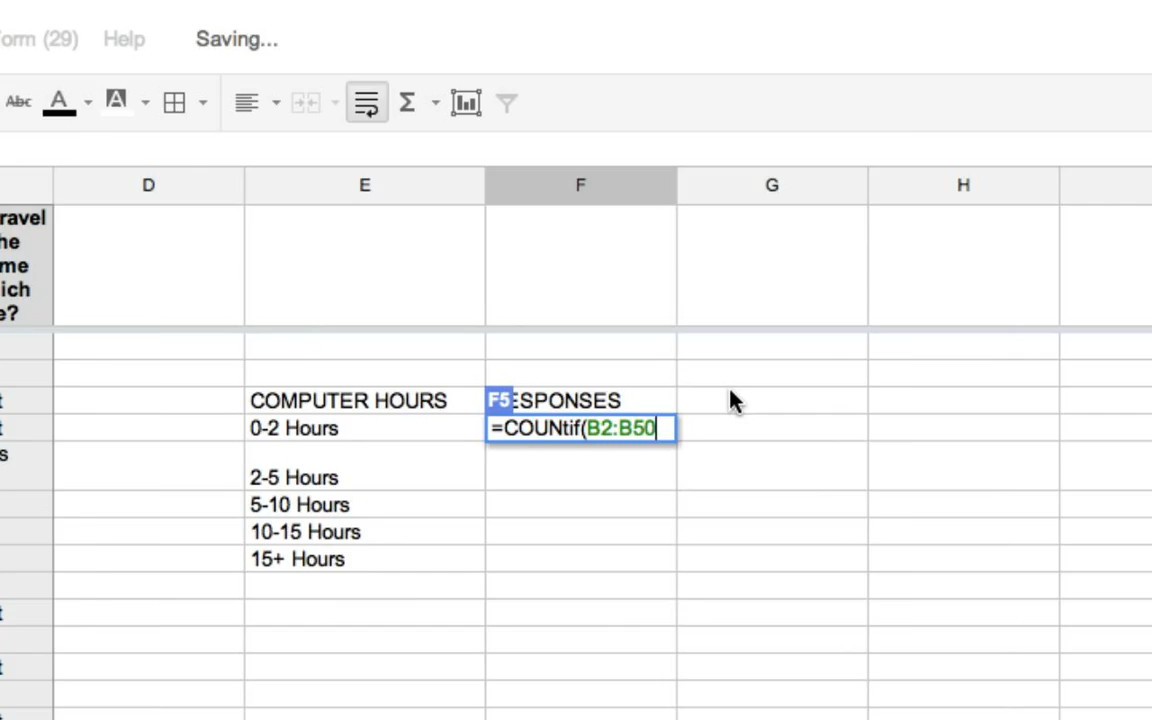 orm (29) Help Saving...
Abc A A Σ
D E F G H
ravel
he
me
ich
e?
t COMPUTER HOURS F5 ESPONSES
t 0-2 Hours =COUNtif(B2:B50
s
2-5 Hours
5-10 Hours
10-15 Hours
15+ Hours
t
t
t